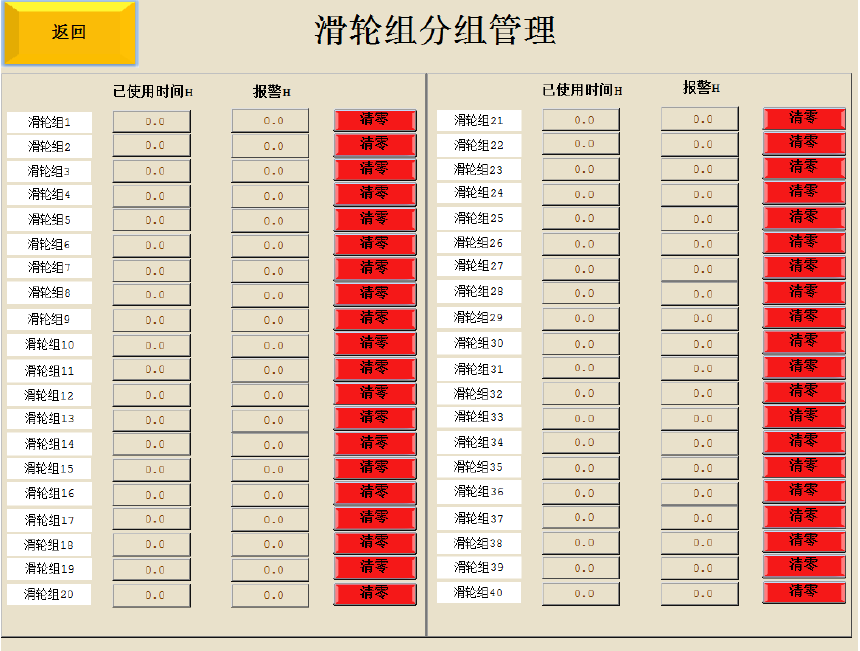 返回
滑轮组分组管理
已使用时间H 报警H
滑轮组1 0.0 0.0 清零
滑轮组2 0.0 0.0 清零
滑轮组3 0.0 0.0 清零
滑轮组4 0.0 0.0 清零
滑轮组5 0.0 0.0 清零
滑轮组6 0.0 0.0 清零
滑轮组7 0.0 0.0 清零
滑轮组8 0.0 0.0 清零
滑轮组9 0.0 0.0 清零
滑轮组10 0.0 0.0 清零
滑轮组11 0.0 0.0 清零
滑轮组12 0.0 0.0 清零
滑轮组13 0.0 0.0 清零
滑轮组14 0.0 0.0 清零
滑轮组15 0.0 0.0 清零
滑轮组16 0.0 0.0 清零
滑轮组17 0.0 0.0 清零
滑轮组18 0.0 0.0 清零
滑轮组19 0.0 0.0 清零
滑轮组20 0.0 0.0 清零
已使用时间H 报警H
滑轮组21 0.0 0.0 清零
滑轮组22 0.0 0.0 清零
滑轮组23 0.0 0.0 清零
滑轮组24 0.0 0.0 清零
滑轮组25 0.0 0.0 清零
滑轮组26 0.0 0.0 清零
滑轮组27 0.0 0.0 清零
滑轮组28 0.0 0.0 清零
滑轮组29 0.0 0.0 清零
滑轮组30 0.0 0.0 清零
滑轮组31 0.0 0.0 清零
滑轮组32 0.0 0.0 清零
滑轮组33 0.0 0.0 清零
滑轮组34 0.0 0.0 清零
滑轮组35 0.0 0.0 清零
滑轮组36 0.0 0.0 清零
滑轮组37 0.0 0.0 清零
滑轮组38 0.0 0.0 清零
滑轮组39 0.0 0.0 清零
滑轮组40 0.0 0.0 清零